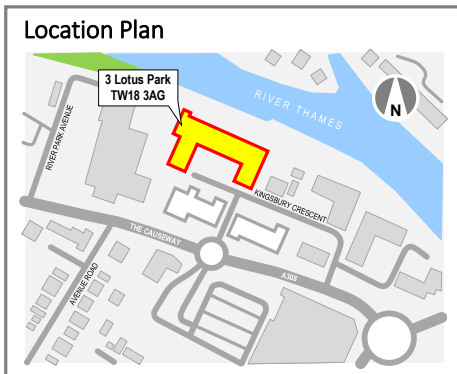 Location Plan
3 Lotus Park
TW18 3AG
RIVER THAMES
N
RIVER PARK AVENUE
KINGSBURY CRESCENT
THE CAUSEWAY
A308
AVENUE ROAD